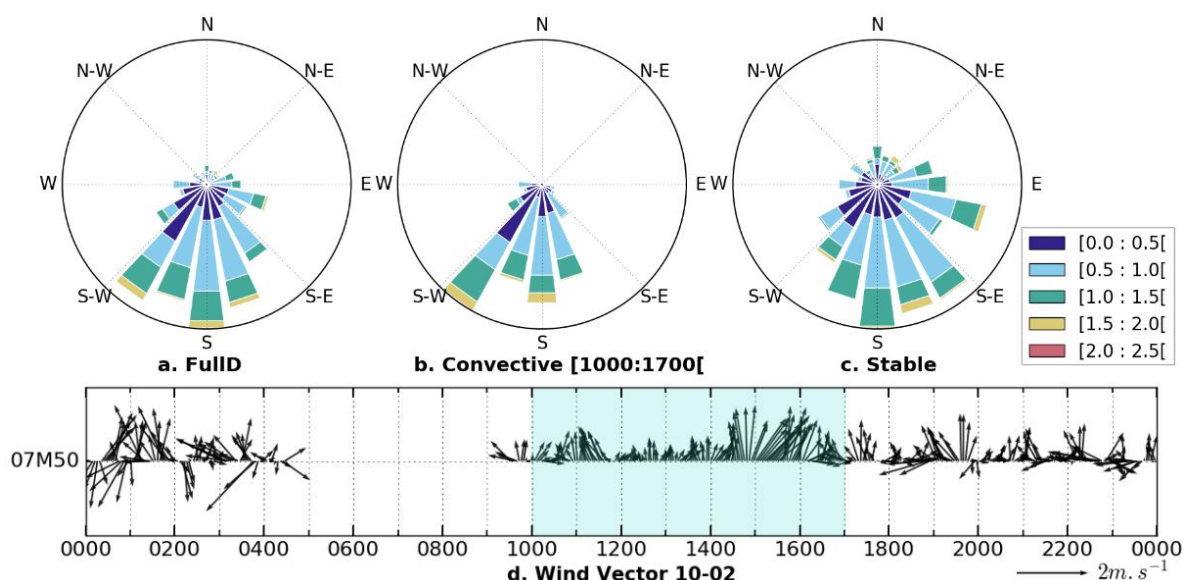 N N N
N-W N-E N-W N-E N-W N-E
W E W E W E
S-W S-E S-W S-E S-W S-E
S S S
[0.0 : 0.5[
[0.5 : 1.0[
[1.0 : 1.5[
[1.5 : 2.0[
[2.0 : 2.5[
a. FullD b. Convective [1000:1700[ c. Stable
07M50
0000 0200 0400 0600 0800 1000 1200 1400 1600 1800 2000 2200 0000
d. Wind Vector 10-02
2m.s⁻¹